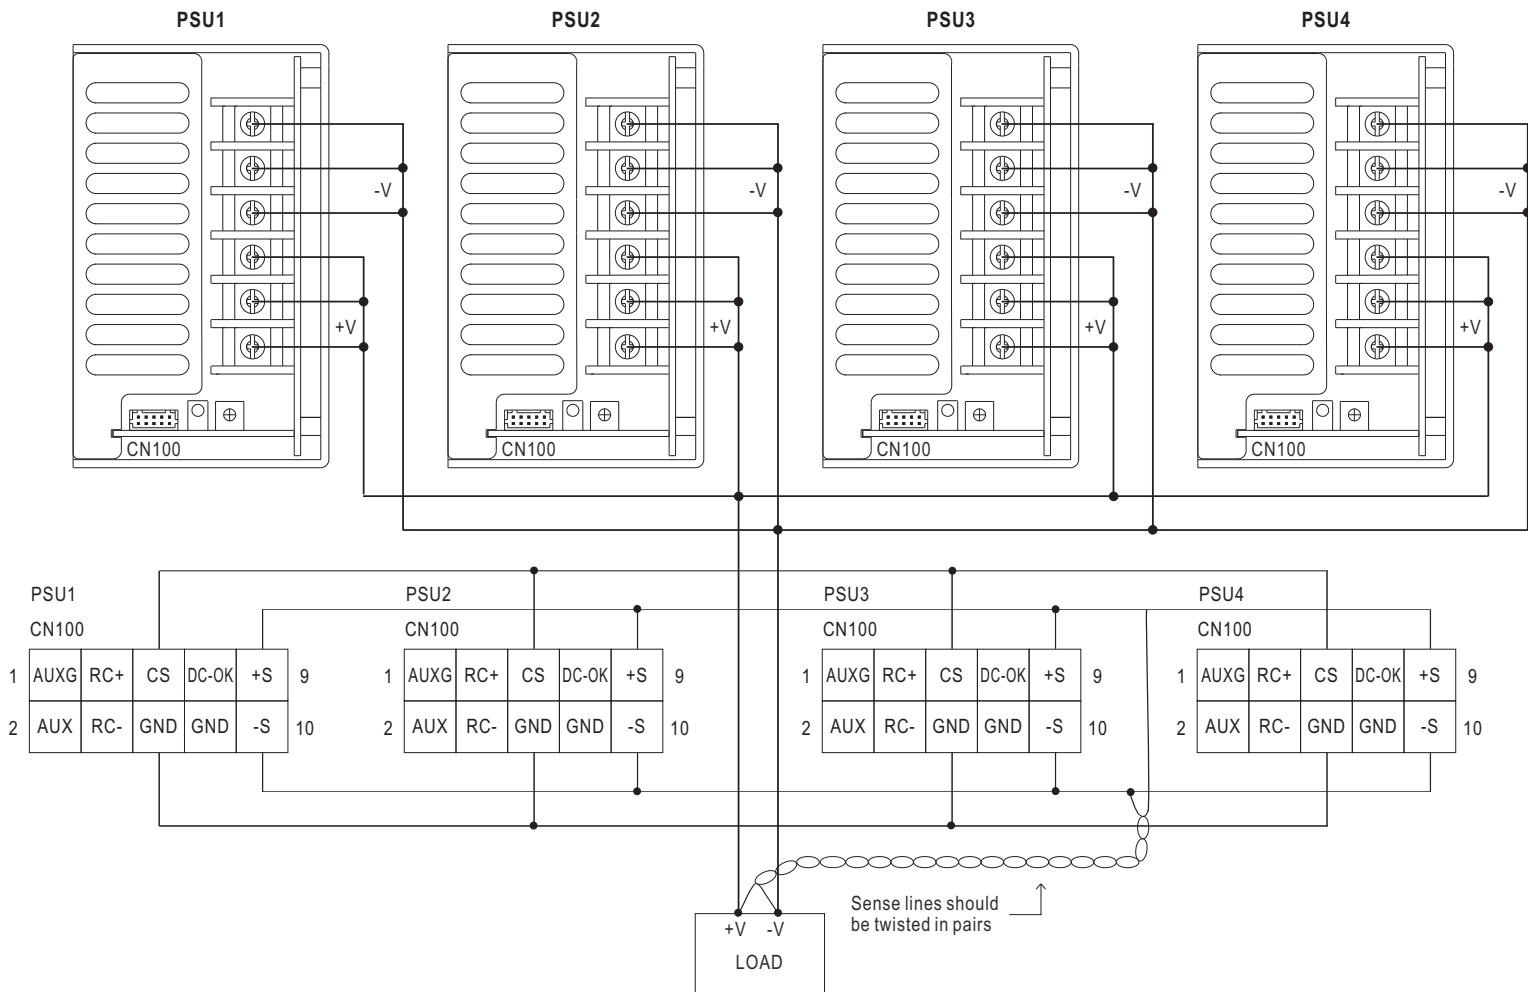 PSU1 PSU2 PSU3 PSU4
-V -V -V -V
+V +V +V +V
CN100 CN100 CN100 CN100
PSU1 PSU2 PSU3 PSU4
CN100 CN100 CN100 CN100
1 AUXG RC+ CS DC-OK +S 9 1 AUXG RC+ CS DC-OK +S 9 1 AUXG RC+ CS DC-OK +S 9 1 AUXG RC+ CS DC-OK +S 9
2 AUX RC- GND GND -S 10 2 AUX RC- GND GND -S 10 2 AUX RC- GND GND -S 10 2 AUX RC- GND GND -S 10
Sense lines should
be twisted in pairs
+V -V
LOAD